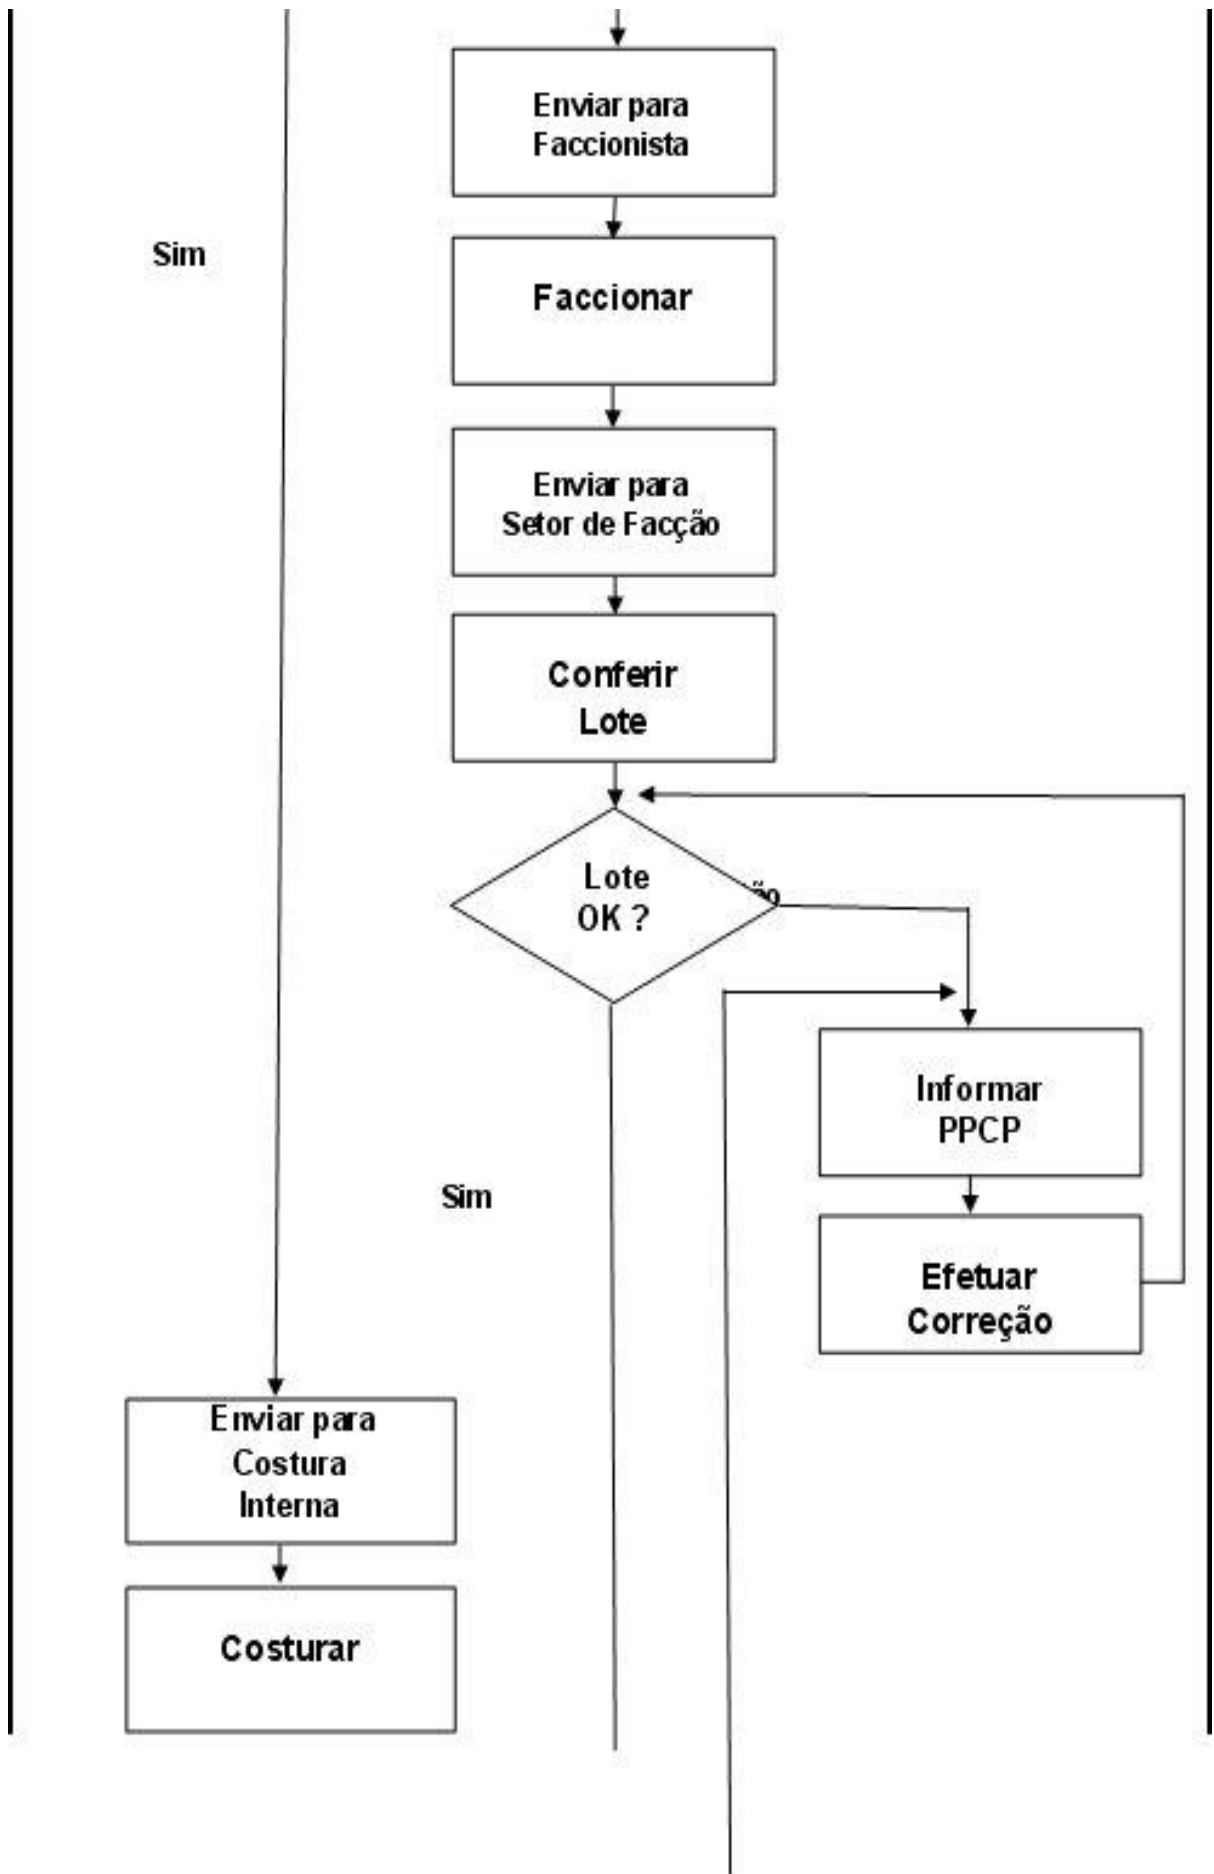 Enviar para
Faccionista
Sim
Faccionar
Enviar para
Setor de Facção
Conferir
Lote
Lote
OK ?
Informar
PPCP
Sim
Efetuar
Correção
Enviar para
Costura
Interna
Costurar